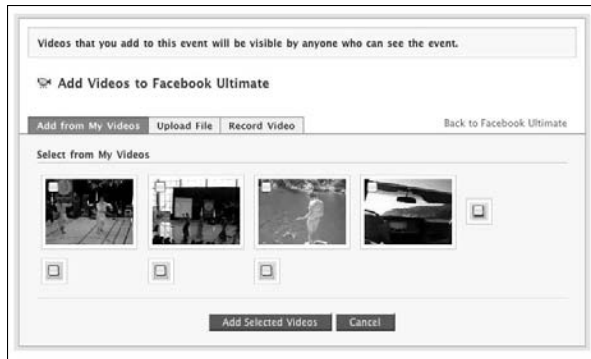 Videos that you add to this event will be visible by anyone who can see the event.
Add Videos to Facebook Ultimate
Add from My Videos Upload File Record Video Back to Facebook Ultimate
Select from My Videos
Add Selected Videos Cancel